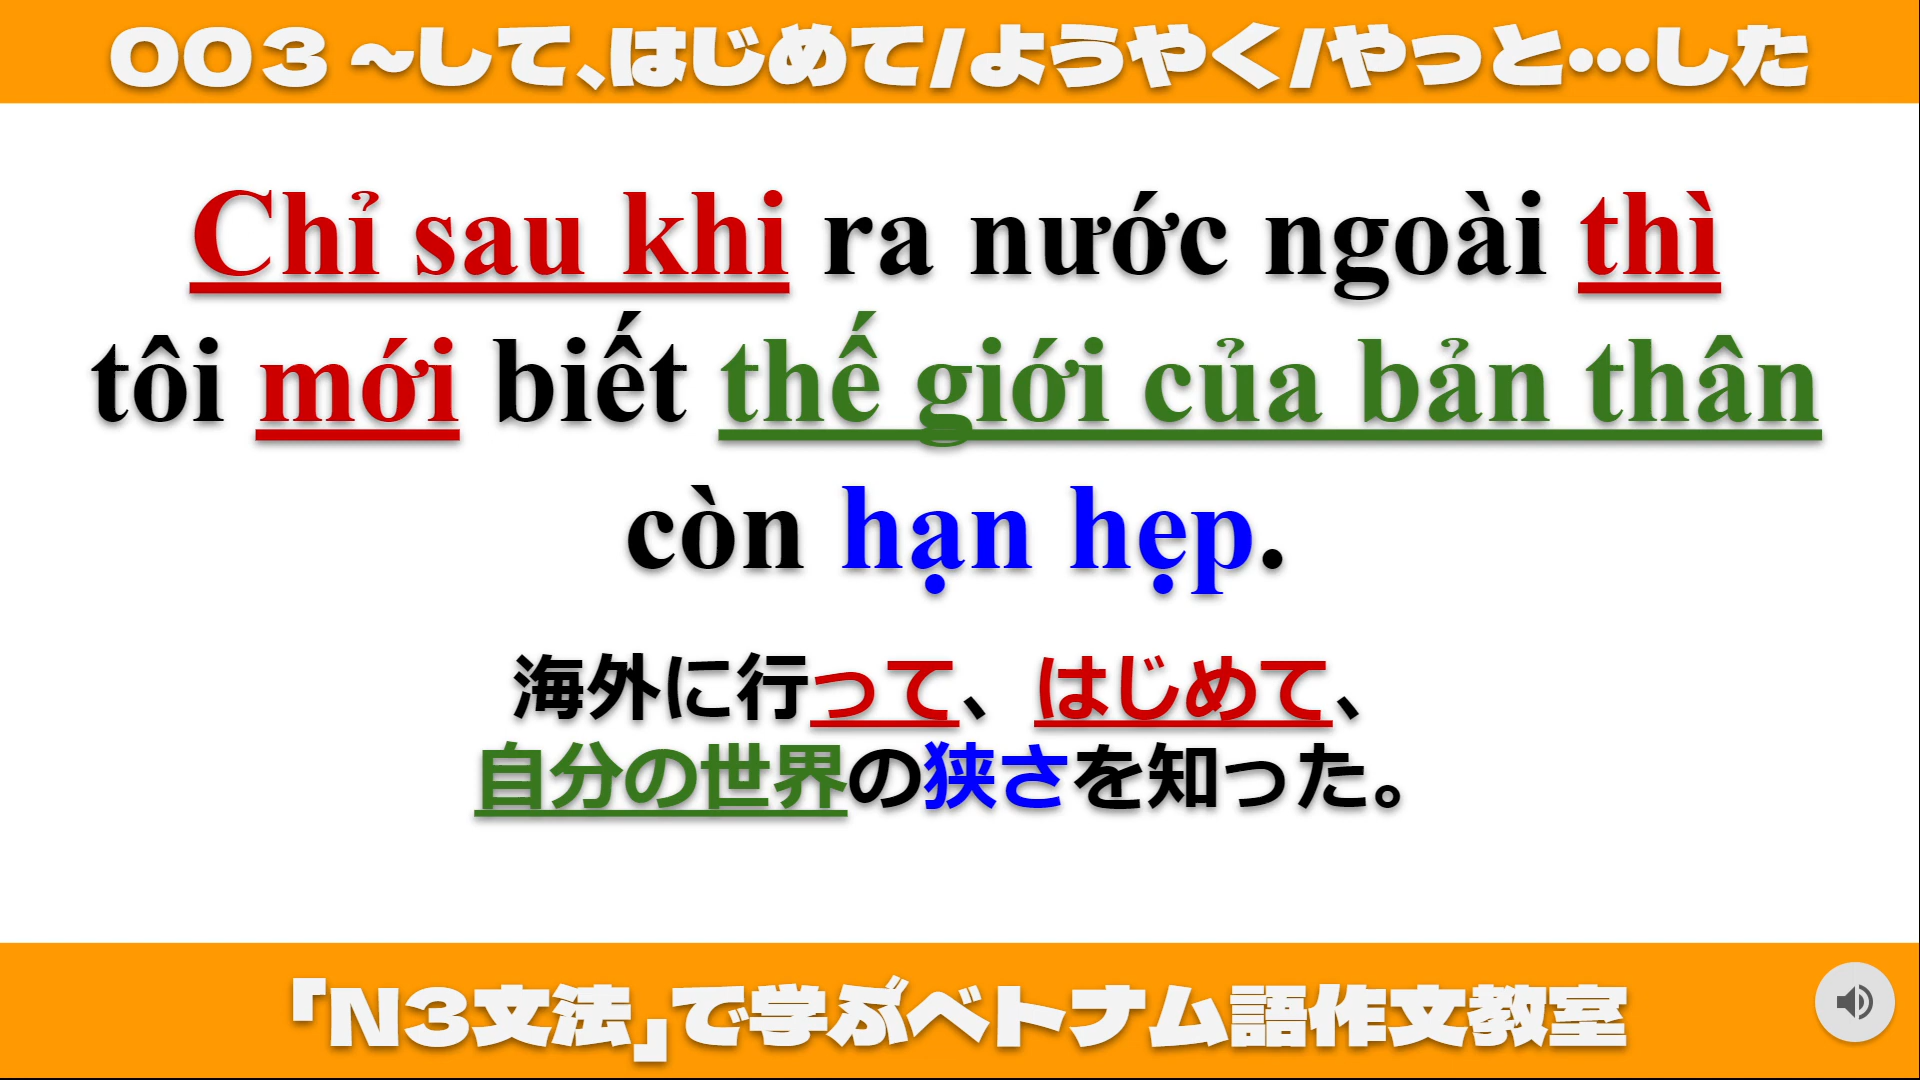 003 ~して、はじめて/ようやく/やっと…した
Chỉ sau khi ra nước ngoài thì
tôi mới biết thế giới của bản thân
còn hạn hẹp.
海外に行って、はじめて、
自分の世界の狭さを知った。
「N3文法」で学ぶベトナム語作文教室